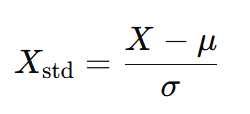 X_std = (X − μ) / σ